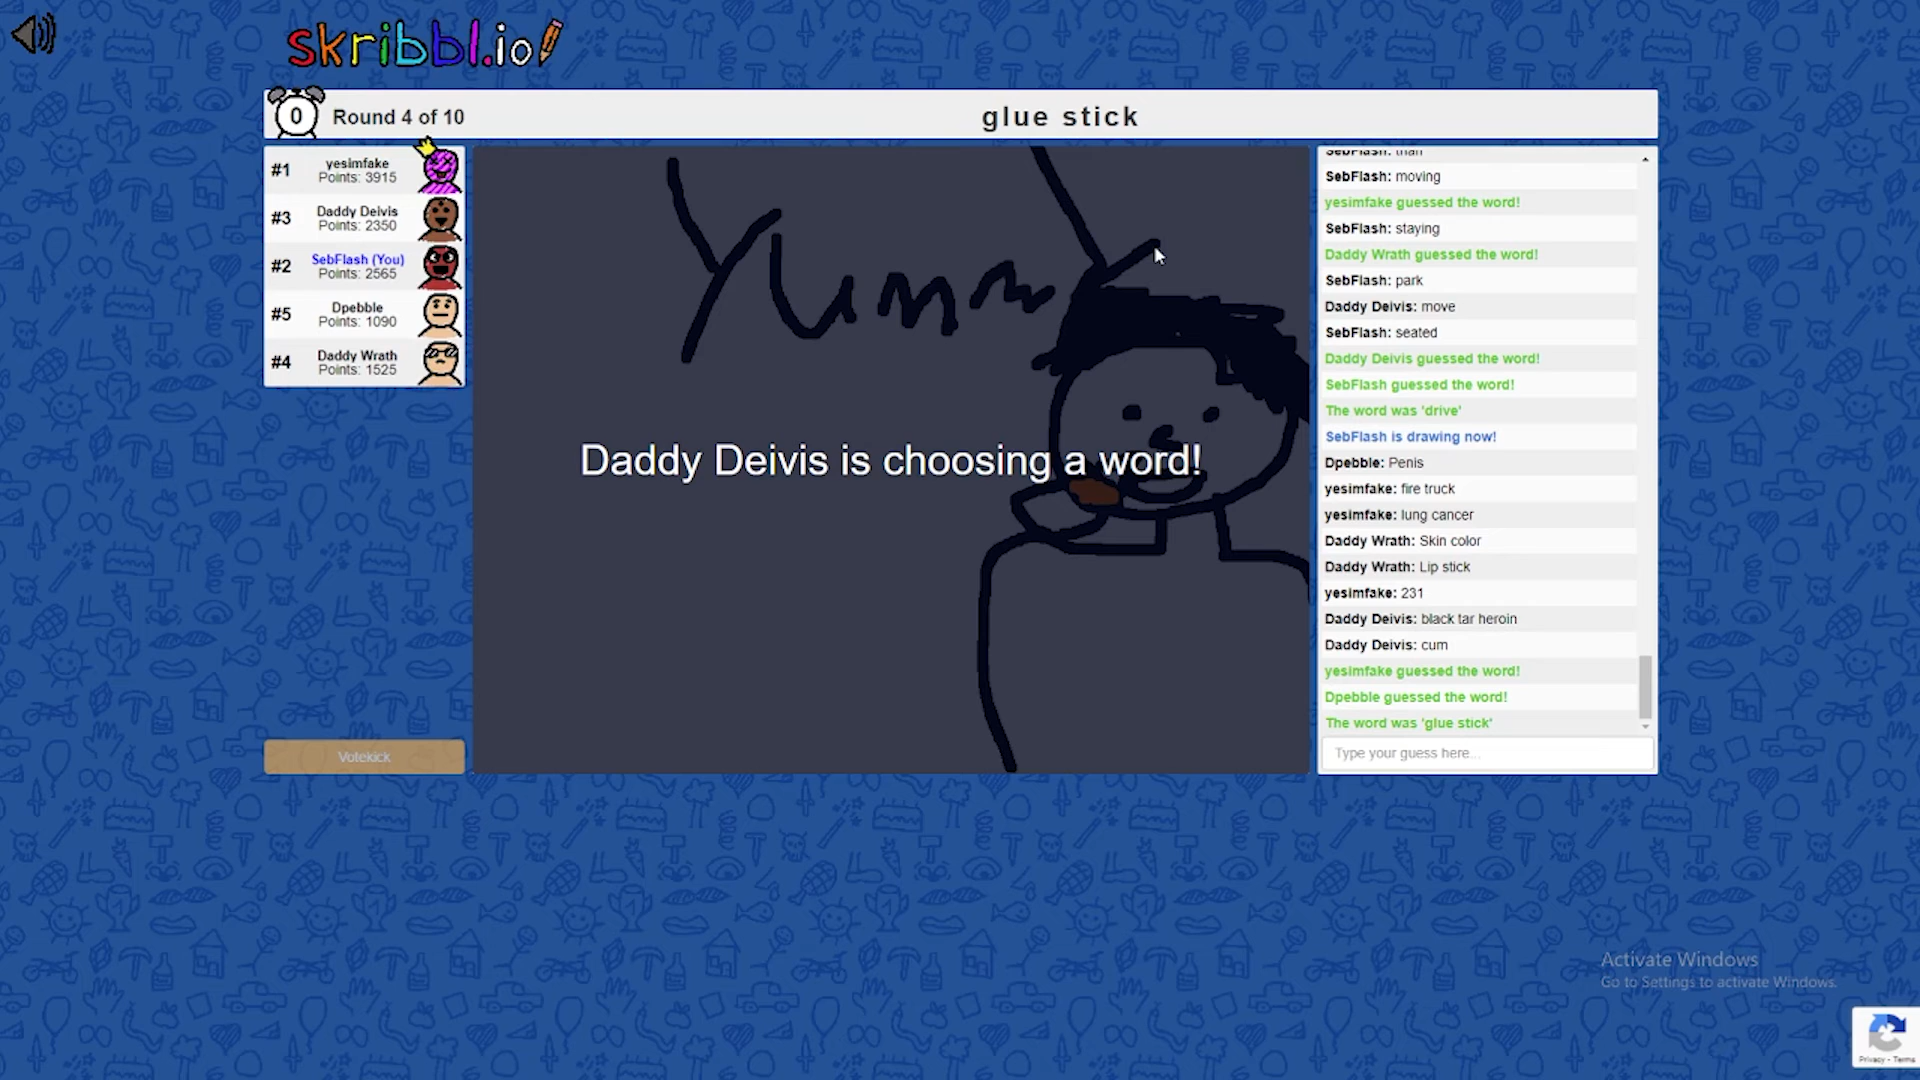 skribbl.io
0
Round 4 of 10
glue stick
#1
yesimfake
Points: 3915
#3
Daddy Deivis
Points: 2350
#2
SebFlash (You)
Points: 2565
#5
Dpebble
Points: 1090
#4
Daddy Wrath
Points: 1525
Votekick
Yummy
Daddy Deivis is choosing a word!
SebFlash: than
SebFlash: moving
yesimfake guessed the word!
SebFlash: staying
Daddy Wrath guessed the word!
SebFlash: park
Daddy Deivis: move
SebFlash: seated
Daddy Deivis guessed the word!
SebFlash guessed the word!
The word was 'drive'
SebFlash is drawing now!
Dpebble: Penis
yesimfake: fire truck
yesimfake: lung cancer
Daddy Wrath: Skin color
Daddy Wrath: Lip stick
yesimfake: 231
Daddy Deivis: black tar heroin
Daddy Deivis: cum
yesimfake guessed the word!
Dpebble guessed the word!
The word was 'glue stick'
Type your guess here...
Activate Windows
Go to Settings to activate Windows.
Privacy - Terms